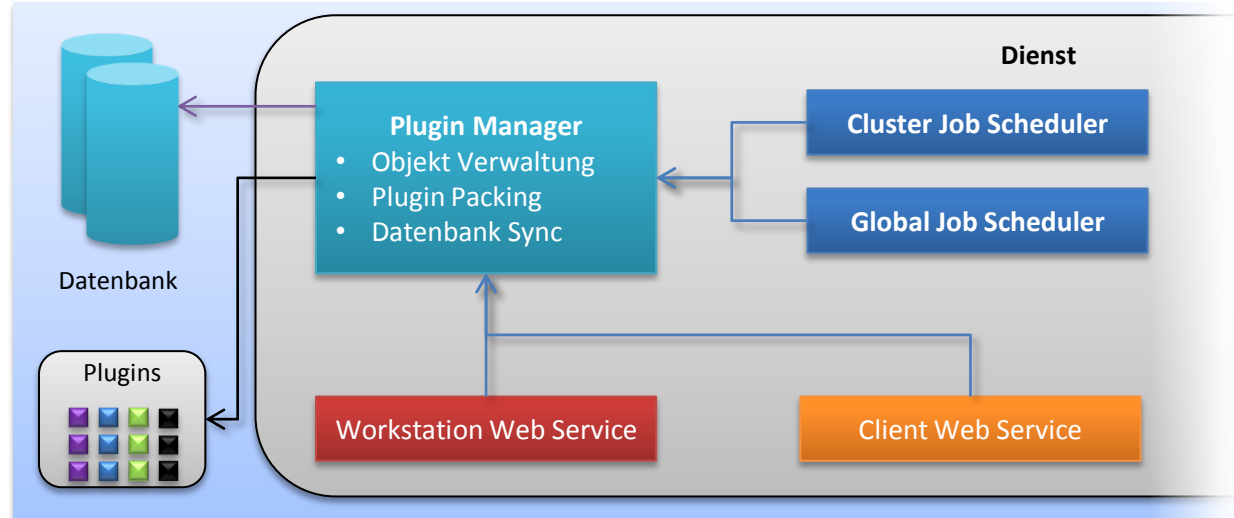 Dienst
Datenbank
Plugins
Plugin Manager
• Objekt Verwaltung
• Plugin Packing
• Datenbank Sync
Cluster Job Scheduler
Global Job Scheduler
Workstation Web Service
Client Web Service